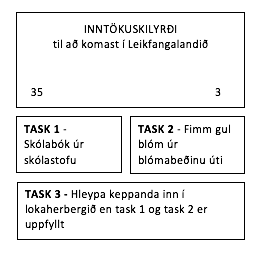 INNTÖKUSKILYRÐI
til að komast í Leikfangalandið
35 3
TASK 1 -
Skólabók úr
skólastofu
TASK 2 - Fimm gul
blóm úr
blómabeðinu úti
TASK 3 - Hleypa keppanda inn í
lokaherbergið en task 1 og task 2 er
uppfyllt